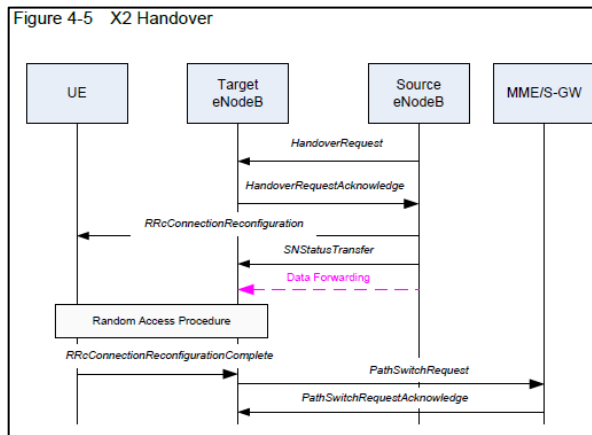 Figure 4-5 X2 Handover
UE
Target
eNodeB
Source
eNodeB
MME/S-GW
HandoverRequest
HandoverRequestAcknowledge
RRcConnectionReconfiguration
SNStatusTransfer
Data Forwarding
Random Access Procedure
RRcConnectionReconfigurationComplete
PathSwitchRequest
PathSwitchRequestAcknowledge